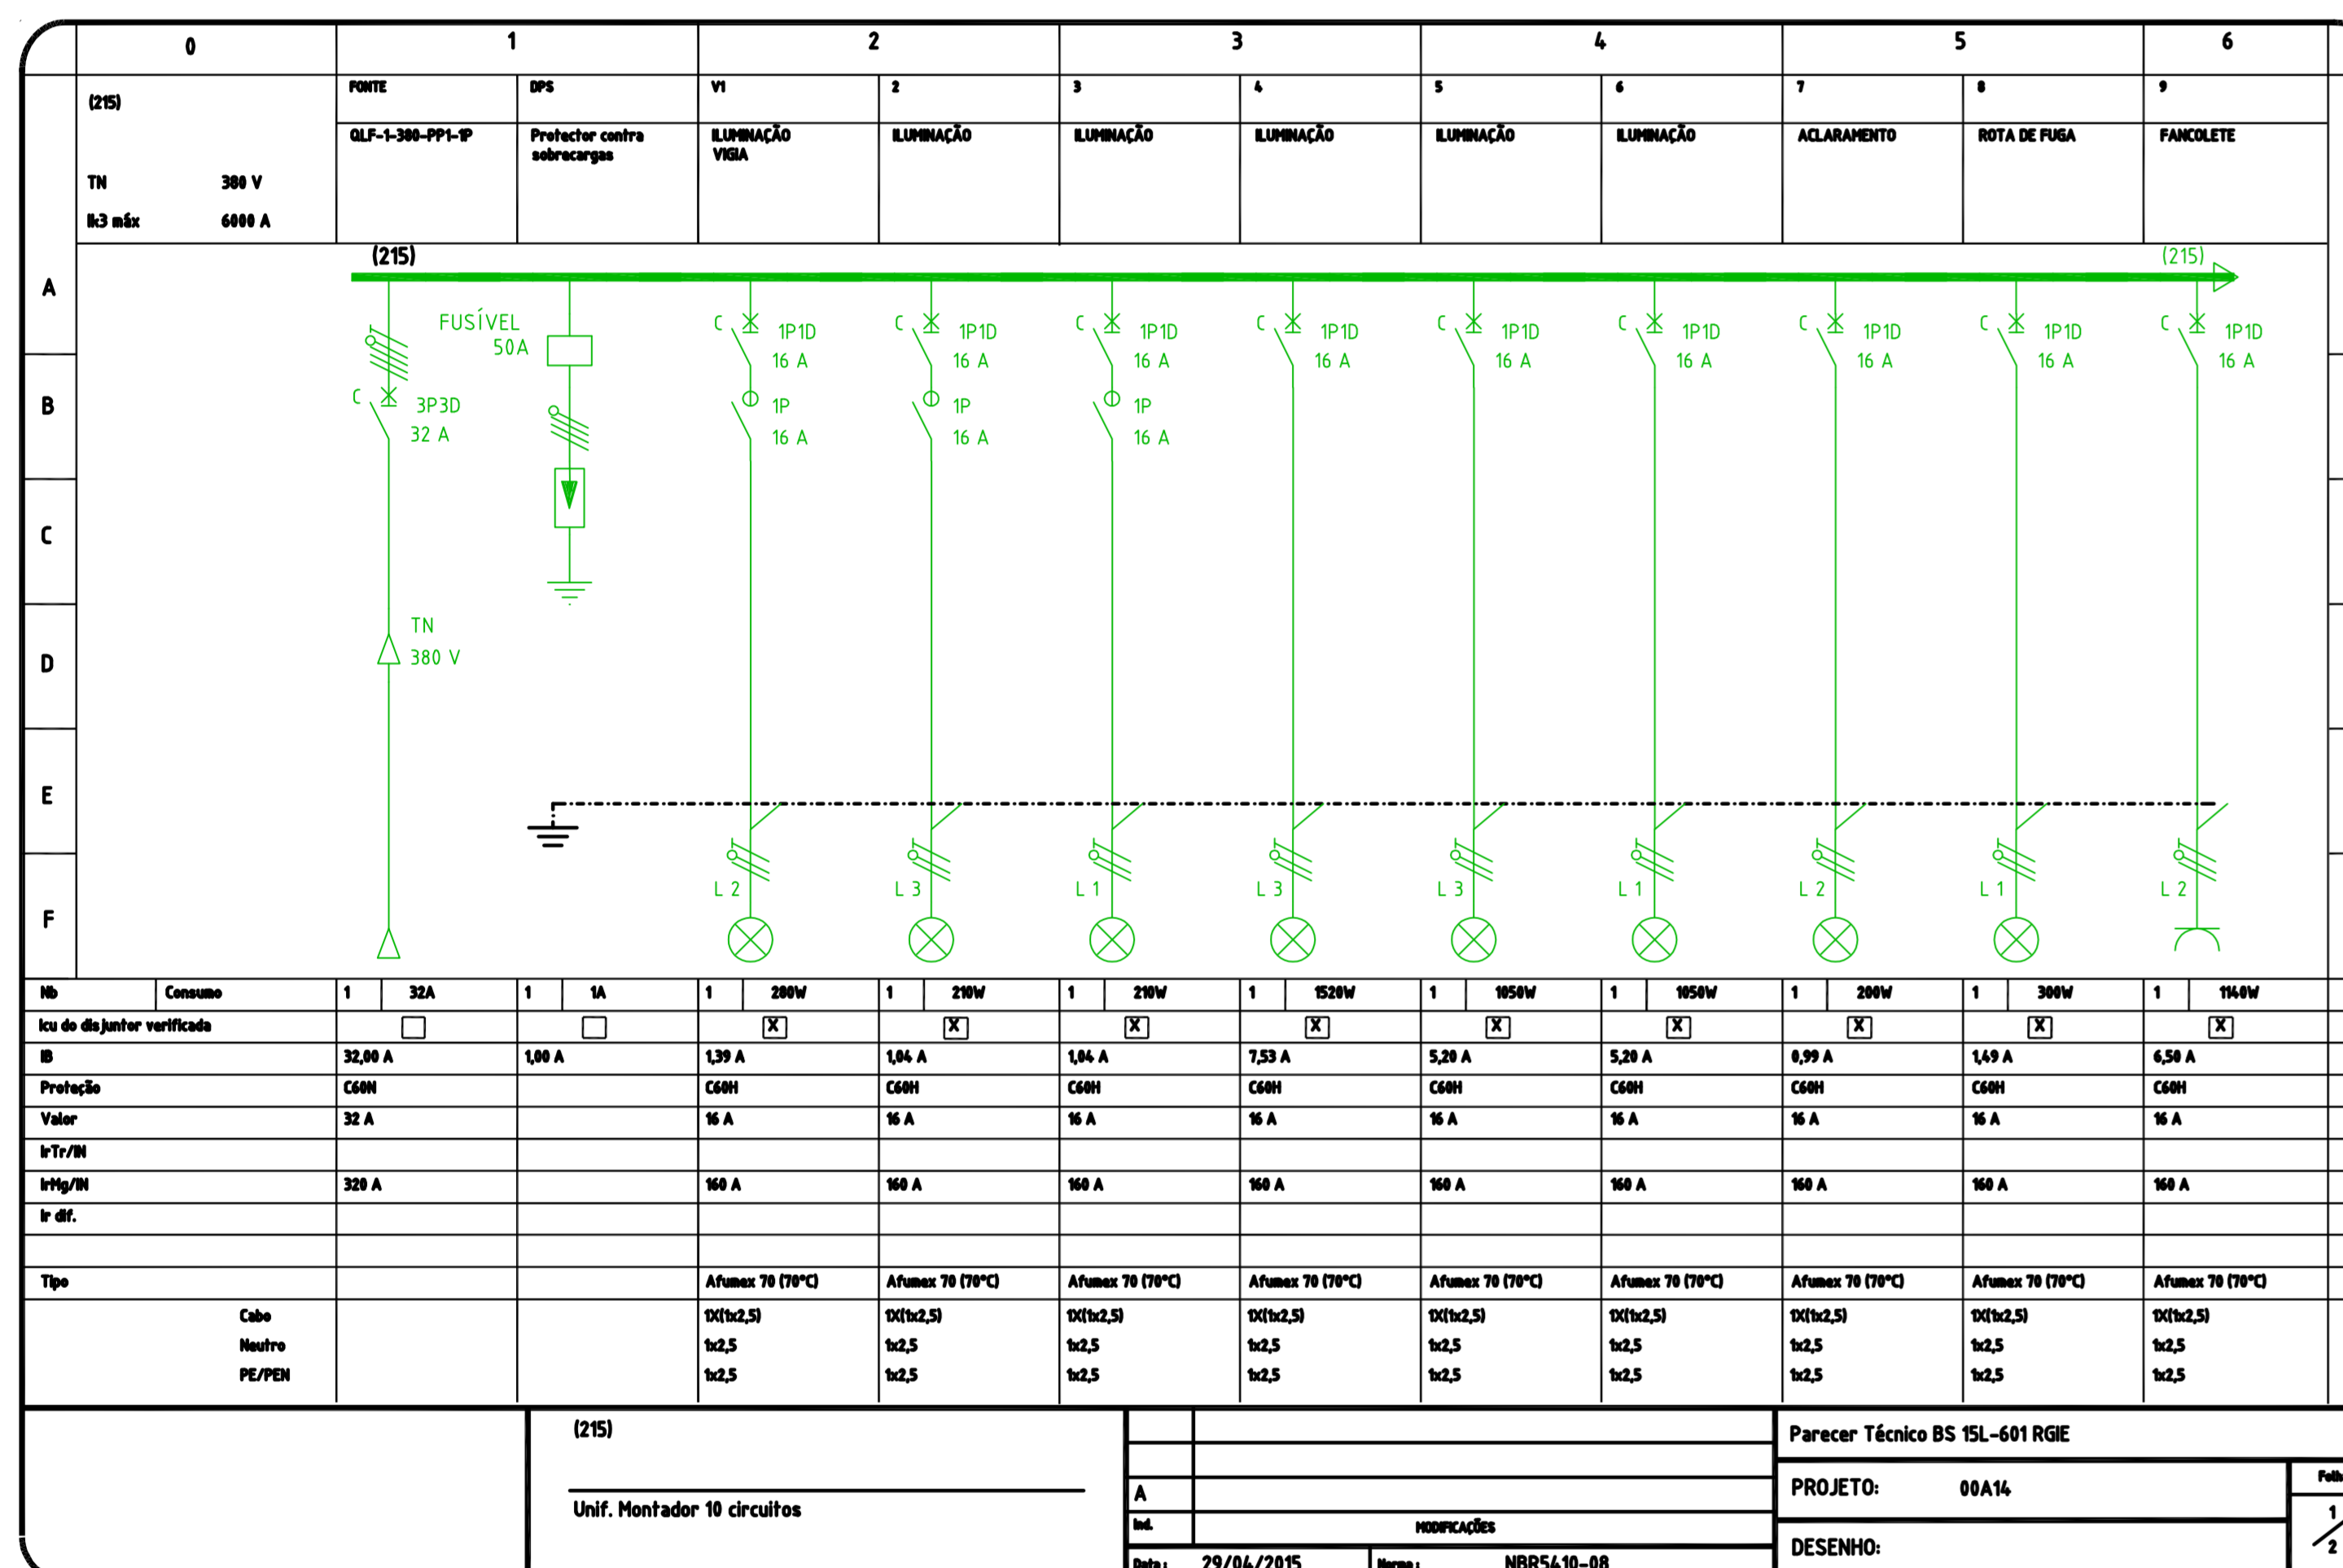 0 1 2 3 4 5 6
(215) FONTE DPS V1 2 3 4 5 6 7 8 9
QLF-1-380-PP1-1P Protector contra ILUMINAÇÃO ILUMINAÇÃO ILUMINAÇÃO ILUMINAÇÃO ILUMINAÇÃO ILUMINAÇÃO ACLARAMENTO ROTA DE FUGA FANCOLETE
sobrecargas VIGIA
TN 380 V
Ik3 máx 6000 A
(215) (215)
A
FUSÍVEL C C C C C C C C C
50A 1P1D 1P1D 1P1D 1P1D 1P1D 1P1D 1P1D 1P1D 1P1D
16 A 16 A 16 A 16 A 16 A 16 A 16 A 16 A 16 A
B C 3P3D 1P 1P 1P
32 A 16 A 16 A 16 A
C
TN
D 380 V
E
L 2 L 3 L 1 L 3 L 3 L 1 L 2 L 1 L 2
F
Nb Consumo 1 32A 1 1A 1 280W 1 210W 1 210W 1 1520W 1 1050W 1 1050W 1 200W 1 300W 1 1140W
Icu do disjuntor verificada X X X X X X X X X
IB 32,00 A 1,00 A 1,39 A 1,04 A 1,04 A 7,53 A 5,20 A 5,20 A 0,99 A 1,49 A 6,50 A
Proteção C60N C60H C60H C60H C60H C60H C60H C60H C60H C60H
Valor 32 A 16 A 16 A 16 A 16 A 16 A 16 A 16 A 16 A 16 A
IrTr/IN
IrMg/IN 320 A 160 A 160 A 160 A 160 A 160 A 160 A 160 A 160 A 160 A
Ir dif.
Tipo Afumex 70 (70°C) Afumex 70 (70°C) Afumex 70 (70°C) Afumex 70 (70°C) Afumex 70 (70°C) Afumex 70 (70°C) Afumex 70 (70°C) Afumex 70 (70°C) Afumex 70 (70°C)
Cabo 1X(1x2,5) 1X(1x2,5) 1X(1x2,5) 1X(1x2,5) 1X(1x2,5) 1X(1x2,5) 1X(1x2,5) 1X(1x2,5) 1X(1x2,5)
Neutro 1x2,5 1x2,5 1x2,5 1x2,5 1x2,5 1x2,5 1x2,5 1x2,5 1x2,5
PE/PEN 1x2,5 1x2,5 1x2,5 1x2,5 1x2,5 1x2,5 1x2,5 1x2,5 1x2,5
(215)
Unif. Montador 10 circuitos
A
Ind. MODIFICAÇÕES
Data : 29/04/2015 Norma : NBR5410-08
Parecer Técnico BS 15L-601 RGIE
PROJETO: 00A14
DESENHO:
1/2